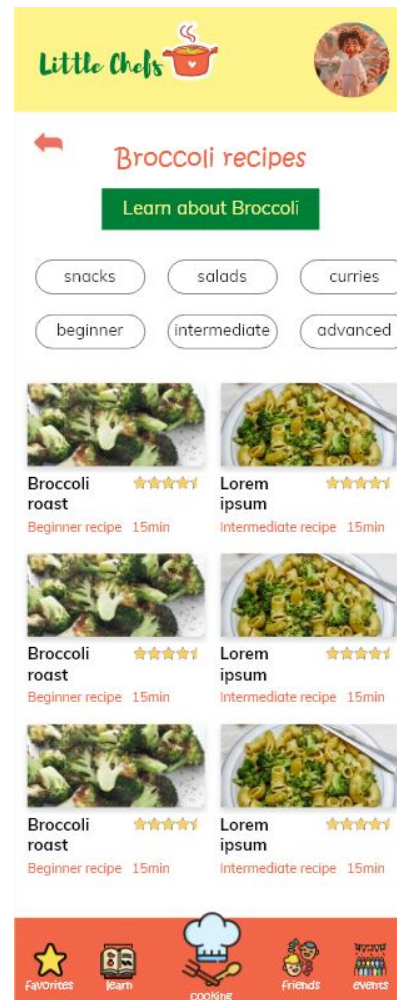 Little Chefs
Broccoli recipes
Learn about Broccoli
snacks salads curries
beginner intermediate advanced
Broccoli roast
Beginner recipe 15min
Lorem ipsum
Intermediate recipe 15min
Broccoli roast
Beginner recipe 15min
Lorem ipsum
Intermediate recipe 15min
Broccoli roast
Beginner recipe 15min
Lorem ipsum
Intermediate recipe 15min
favorites learn cooking friends events